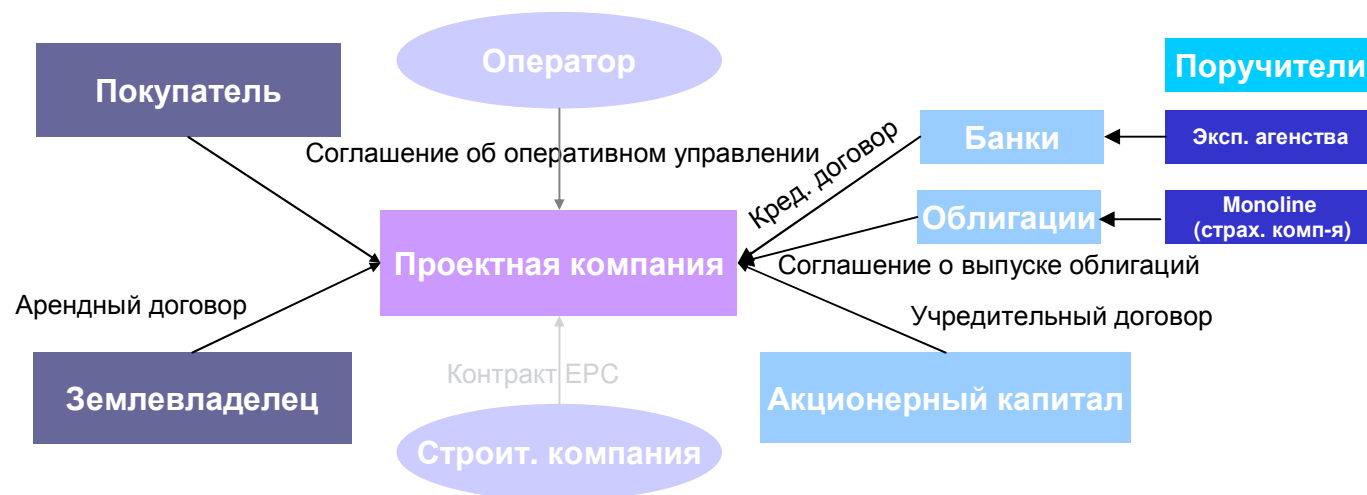 Оператор
Поручители
Покупатель
Банки
Эксп. агенства
Соглашение об оперативном управлении
Кред. договор
Облигации
Monoline
(страх. комп-я)
Проектная компания
Соглашение о выпуске облигаций
Арендный договор
Учредительный договор
Контракт EPC
Землевладелец
Акционерный капитал
Строит. компания